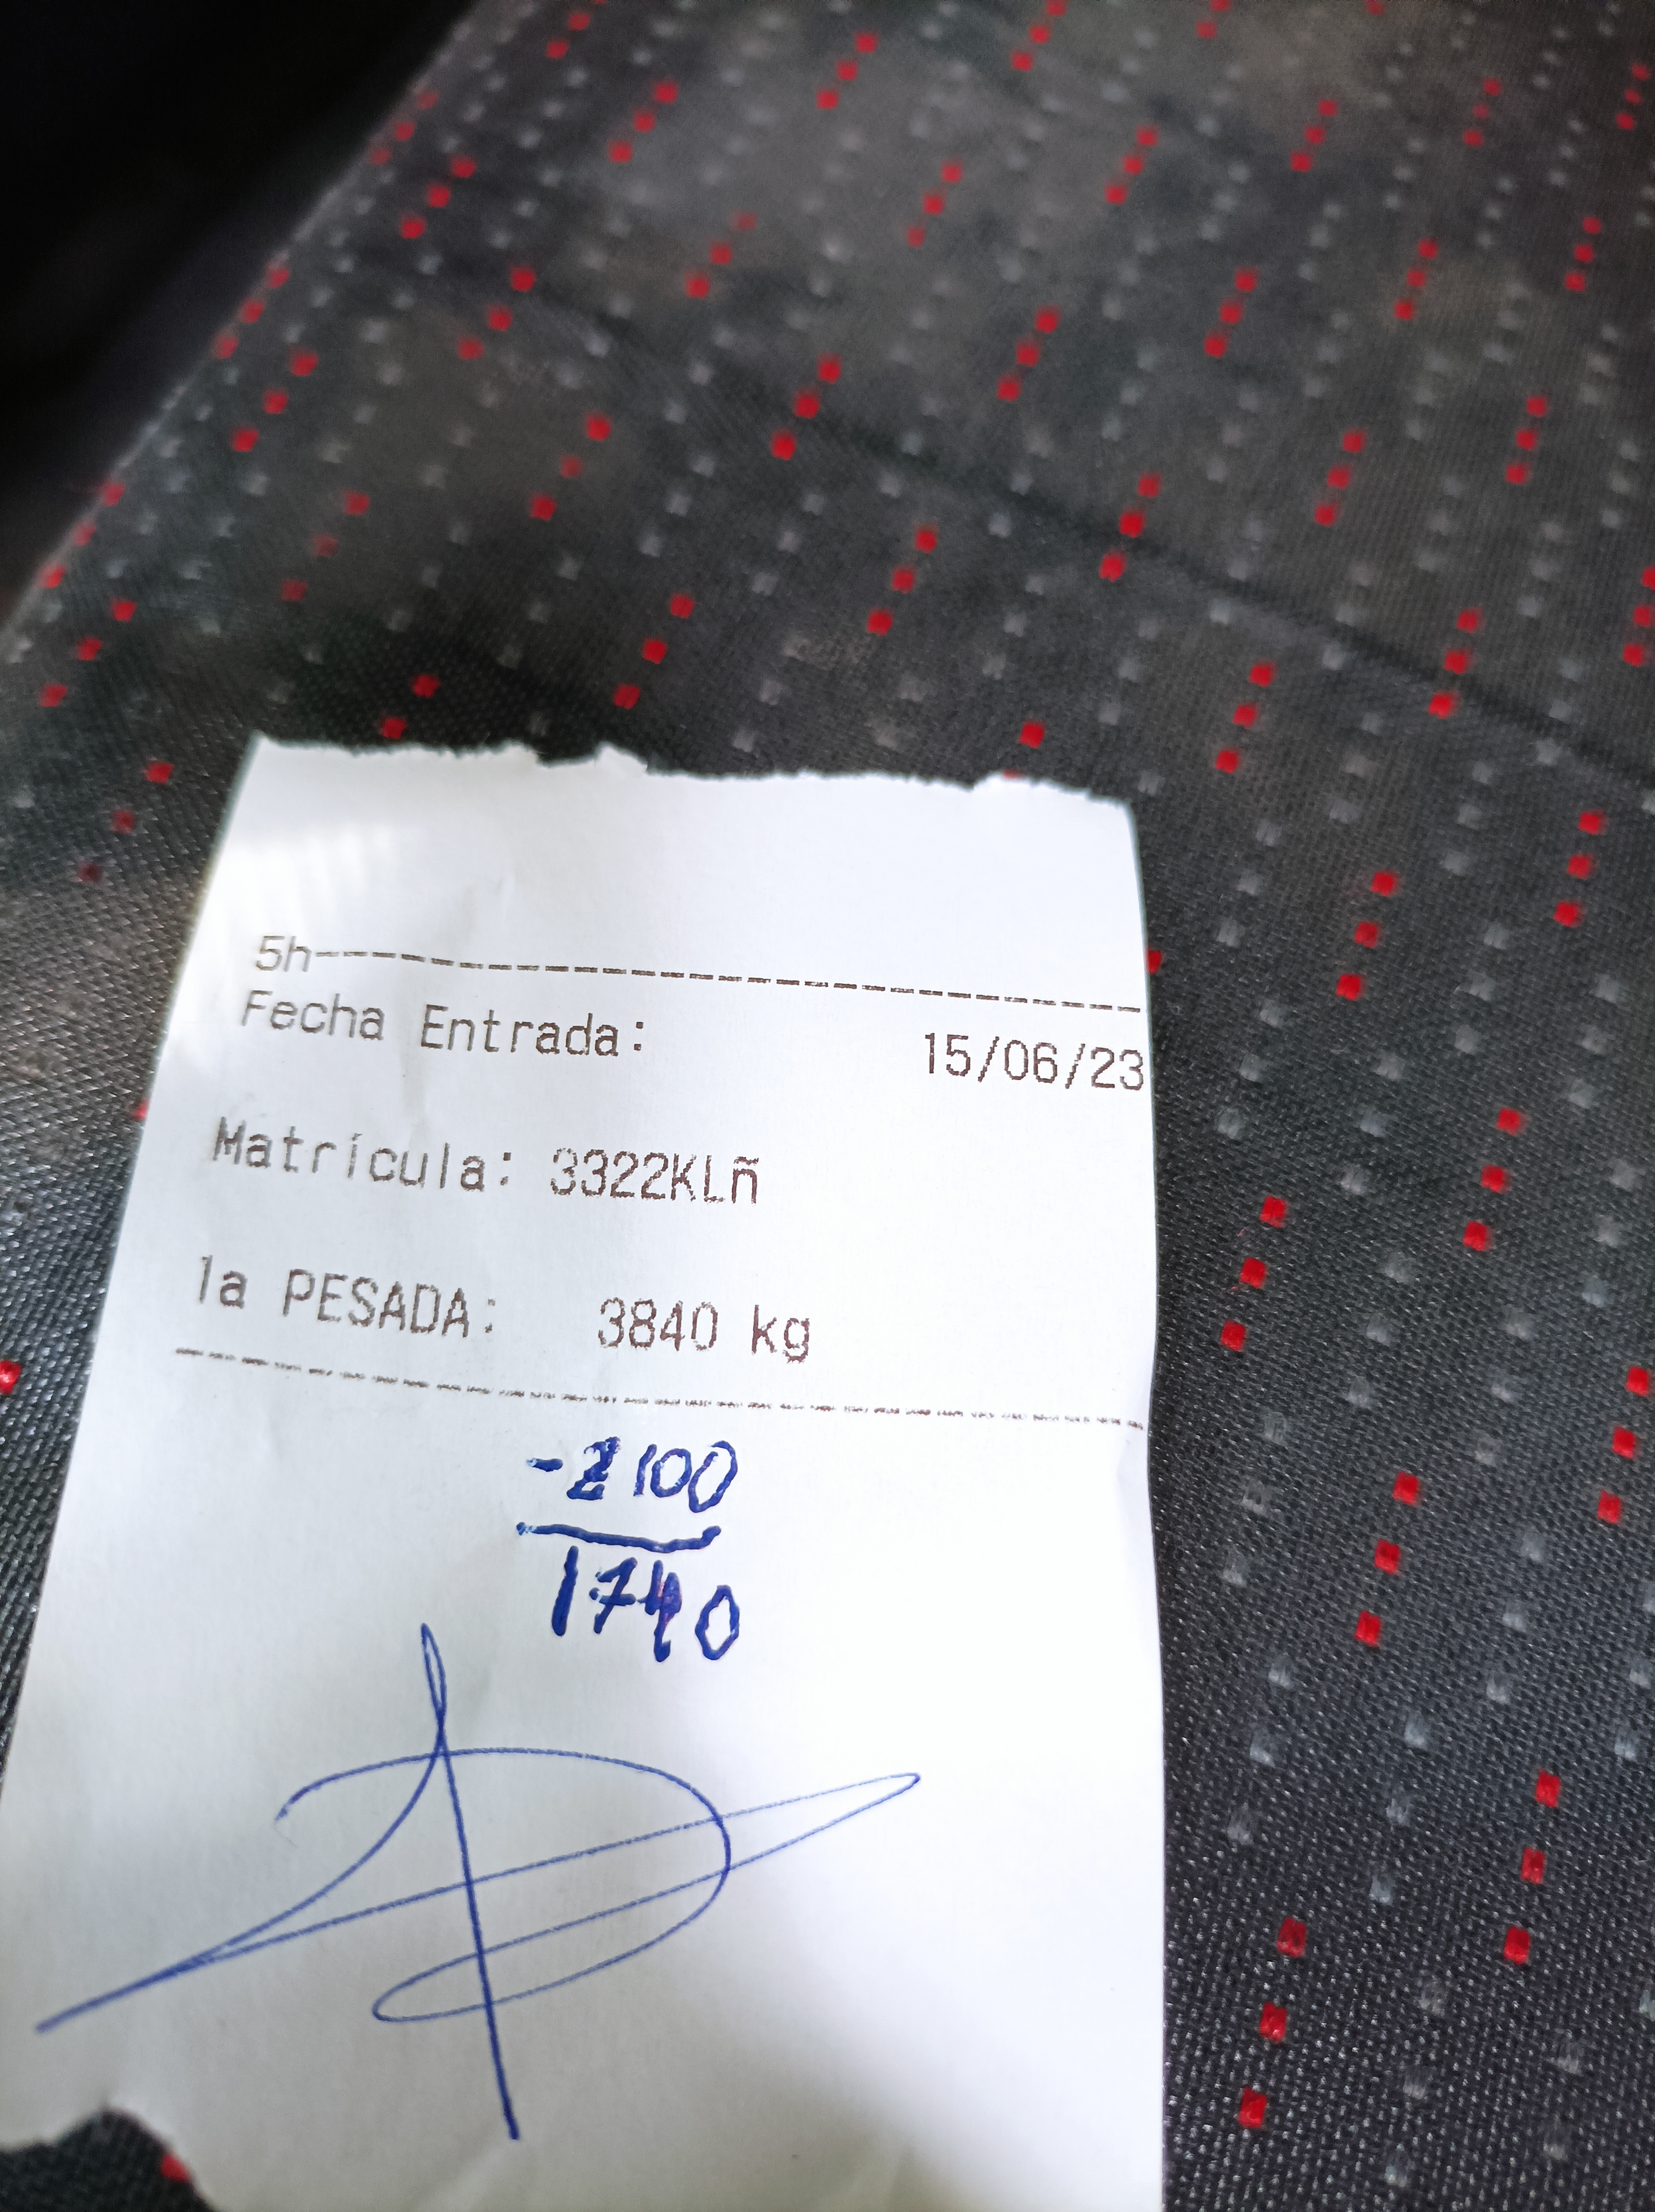 5h-----------------------------
Fecha Entrada: 15/06/23
Matrícula: 3322KLñ
1a PESADA: 3840 kg
-2100
1740